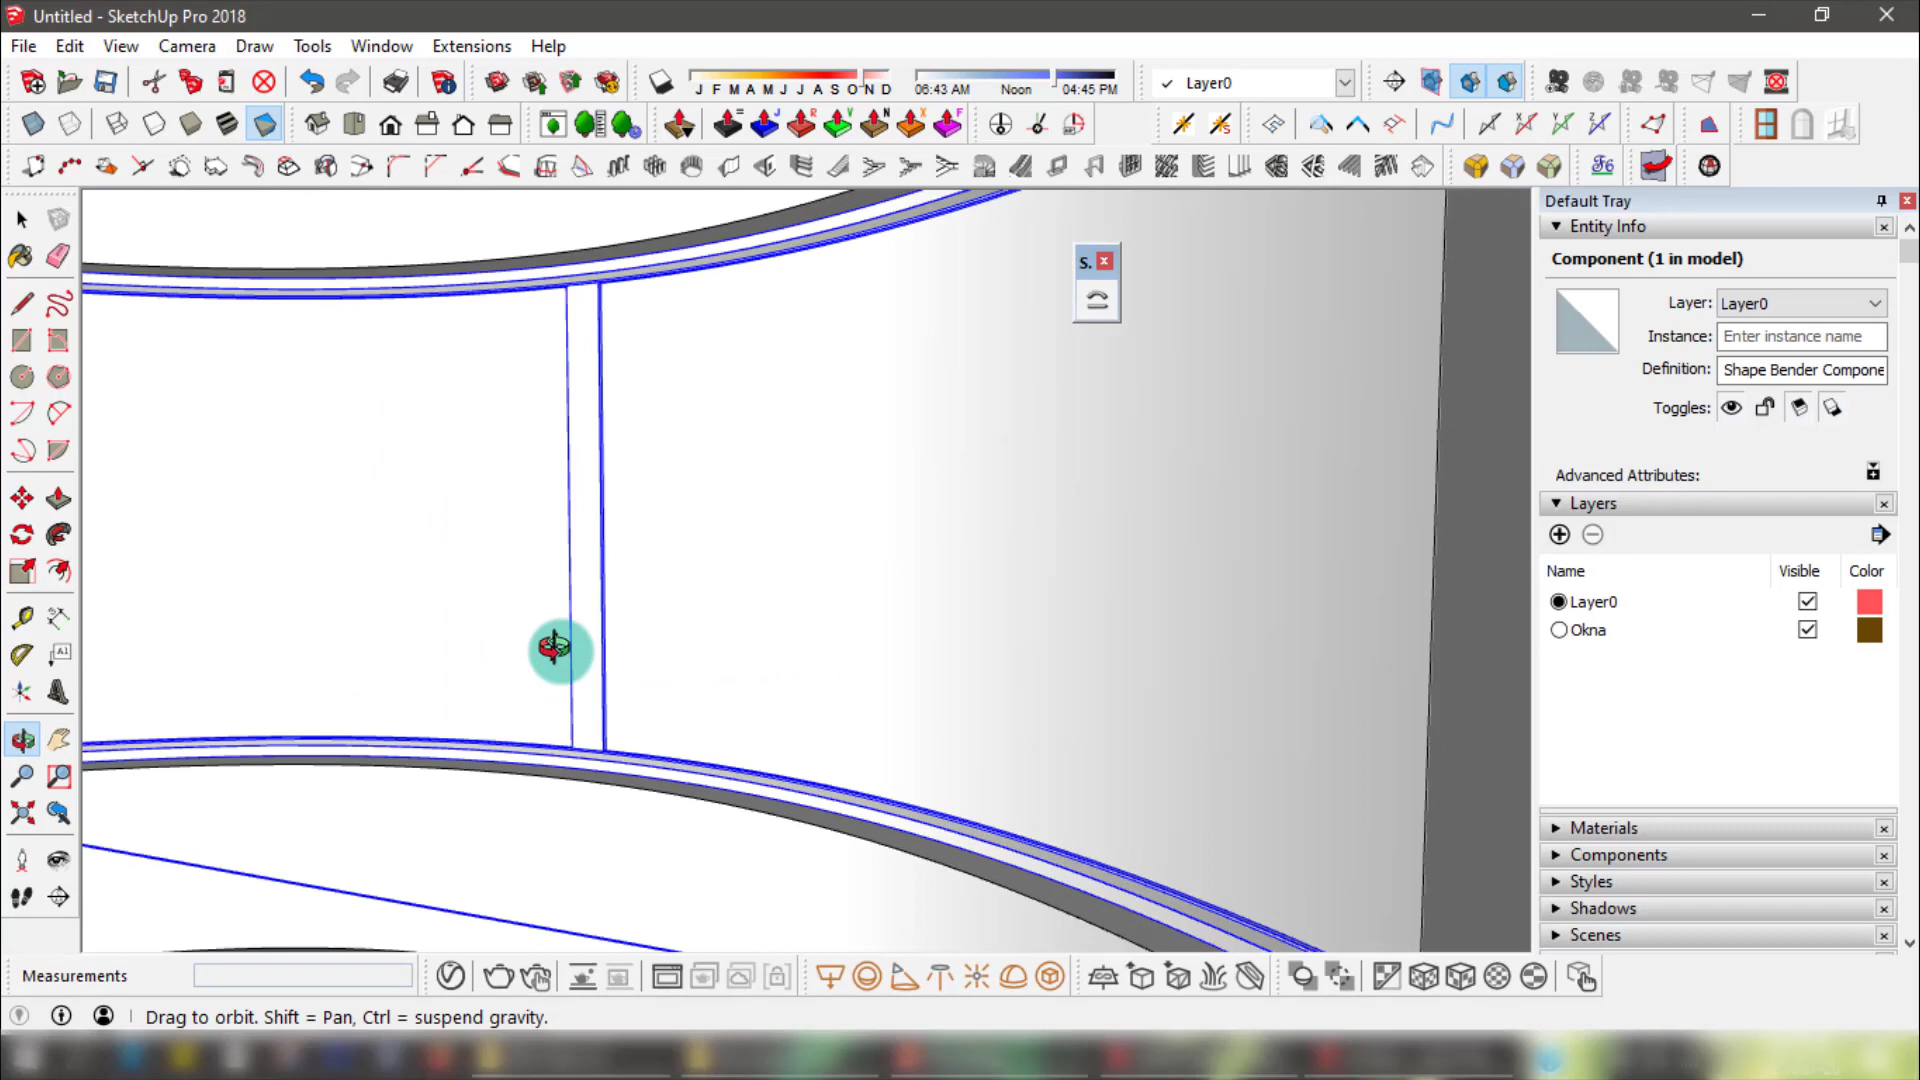 Untitled - SketchUp Pro 2018
File Edit View Camera Draw Tools Window Extensions Help
J F M A M J J A S O N D 06:43 AM Noon 04:45 PM Layer0
Default Tray
Entity Info
Component (1 in model)
Layer: Layer0
Instance: Enter instance name
Definition: Shape Bender Compone
Toggles:
Advanced Attributes:
Layers
Name Visible Color
Layer0
Okna
Materials
Components
Styles
Shadows
Scenes
S.
Measurements
Drag to orbit. Shift = Pan, Ctrl = suspend gravity.